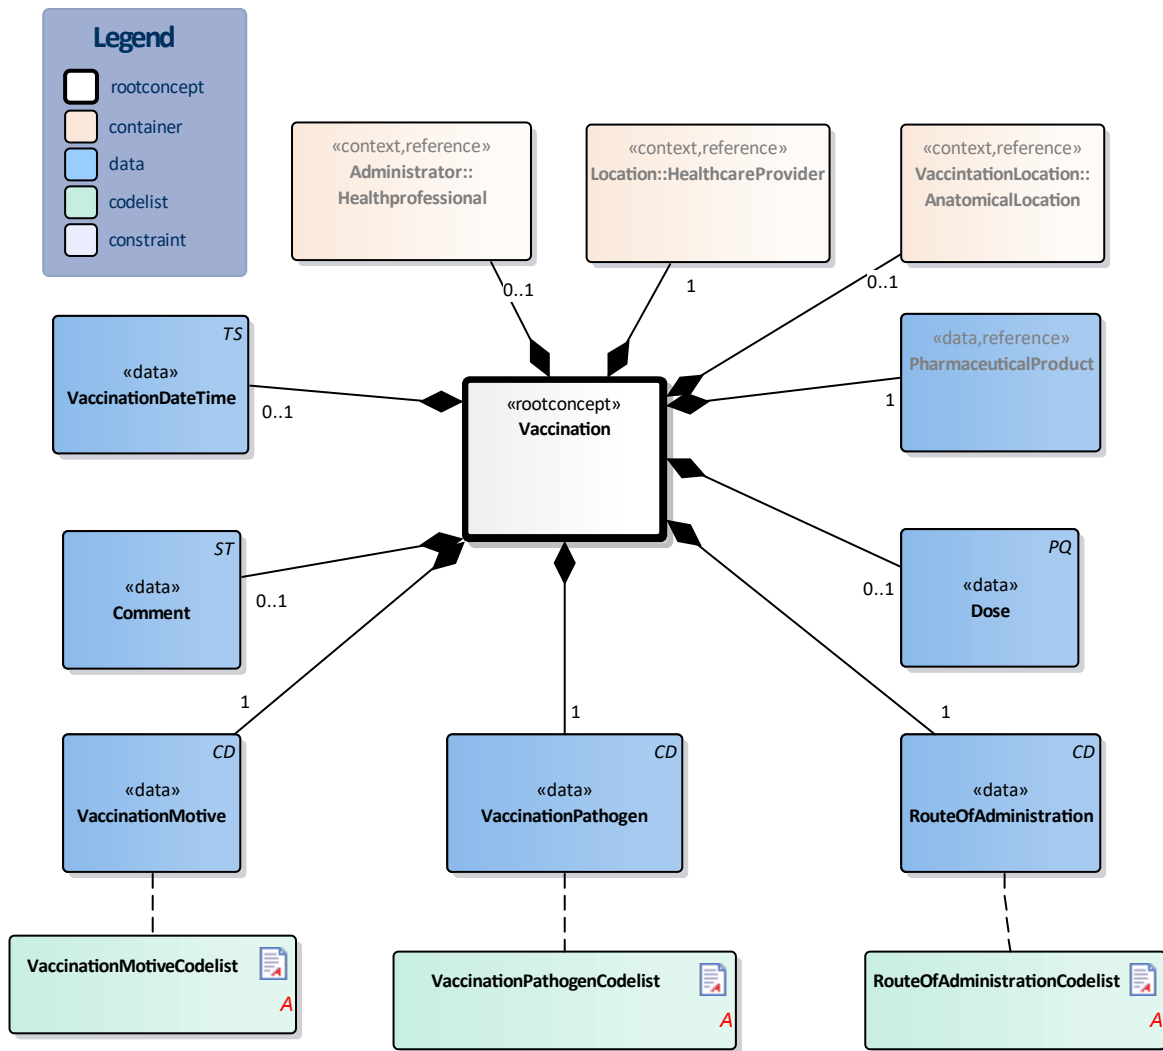 Legend
rootconcept
container
data
codelist
constraint
«context,reference»
Administrator::
Healthprofessional
«context,reference»
Location::HealthcareProvider
«context,reference»
VaccintationLocation::
AnatomicalLocation
0..1
1
0..1
TS
«data»
VaccinationDateTime
0..1
«rootconcept»
Vaccination
«data,reference»
PharmaceuticalProduct
1
ST
«data»
Comment
0..1
PQ
«data»
Dose
0..1
1
1
1
CD
«data»
VaccinationMotive
CD
«data»
VaccinationPathogen
CD
«data»
RouteOfAdministration
VaccinationMotiveCodelist
A
VaccinationPathogenCodelist
A
RouteOfAdministrationCodelist
A